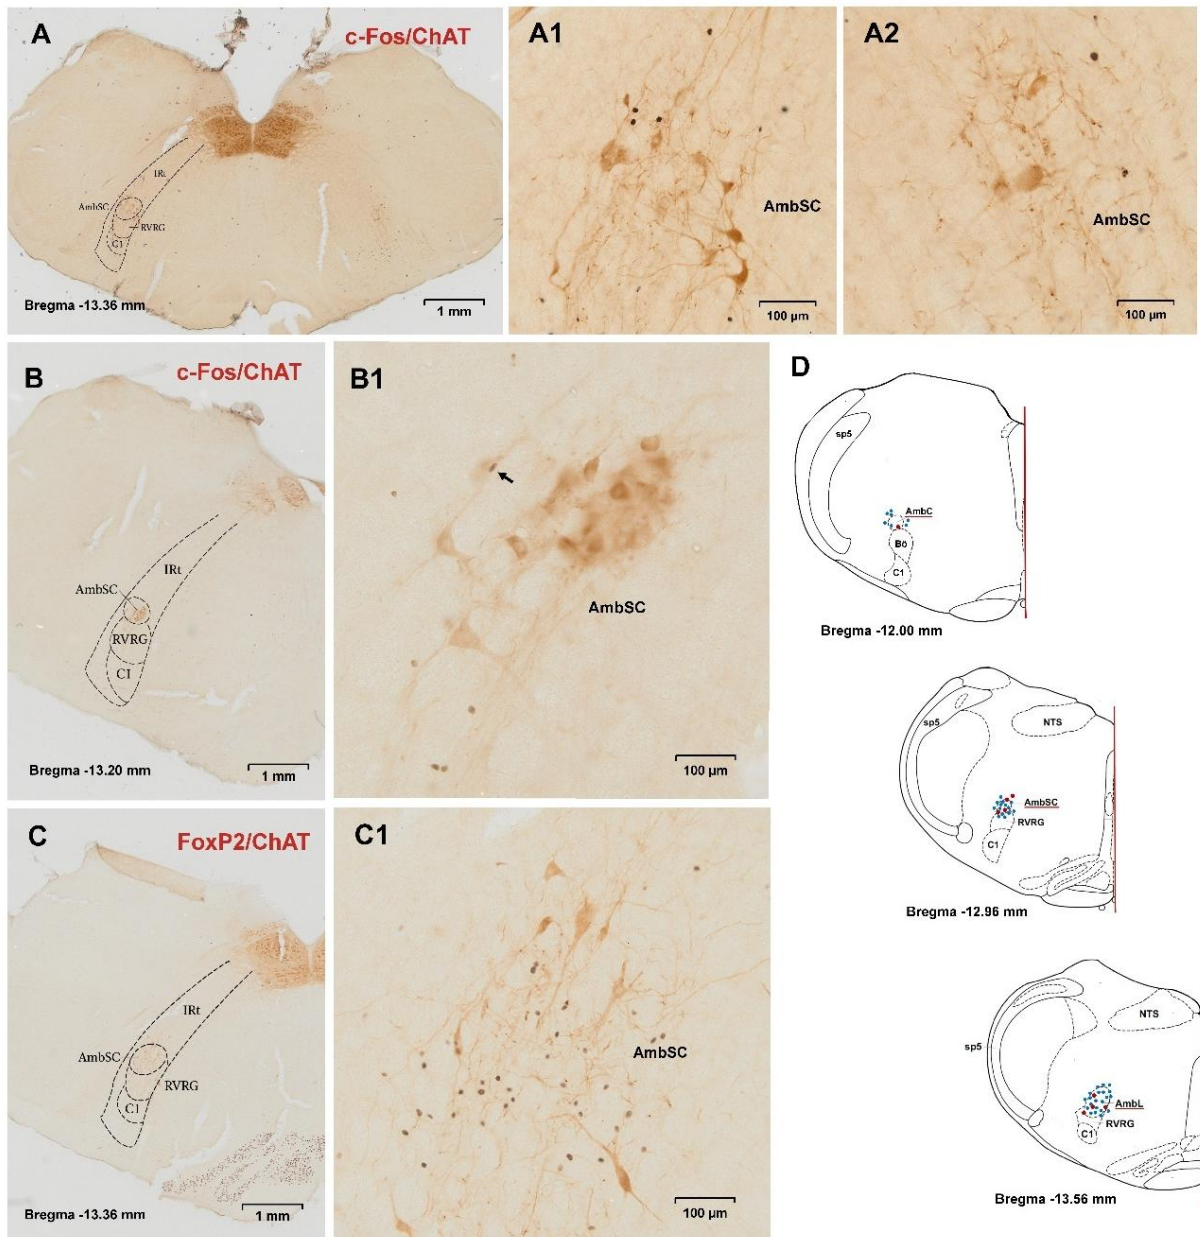 A
c-Fos/ChAT
IRt
AmbSC
RVRG
C1
Bregma -13.36 mm
1 mm
A1
AmbSC
100 µm
A2
AmbSC
100 µm
B
c-Fos/ChAT
IRt
AmbSC
RVRG
CI
Bregma -13.20 mm
1 mm
B1
AmbSC
100 µm
C
FoxP2/ChAT
IRt
AmbSC
RVRG
C1
Bregma -13.36 mm
1 mm
C1
AmbSC
100 µm
D
sp5
AmbC
Bö
C1
Bregma -12.00 mm
sp5
NTS
AmbSC
RVRG
C1
Bregma -12.96 mm
NTS
sp5
AmbL
RVRG
C1
Bregma -13.56 mm